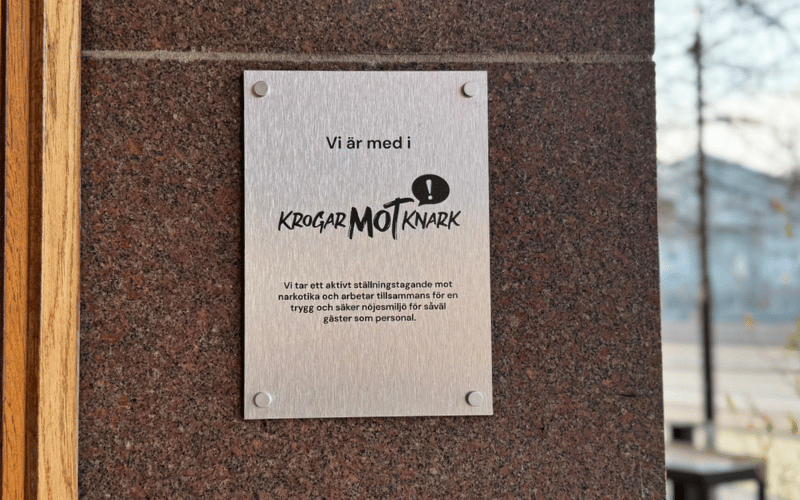 Vi är med i
!
KROGAR MOT KNARK
Vi tar ett aktivt ställningstagande mot
narkotika och arbetar tillsammans för en
trygg och säker nöjesmiljö för såväl
gäster som personal.